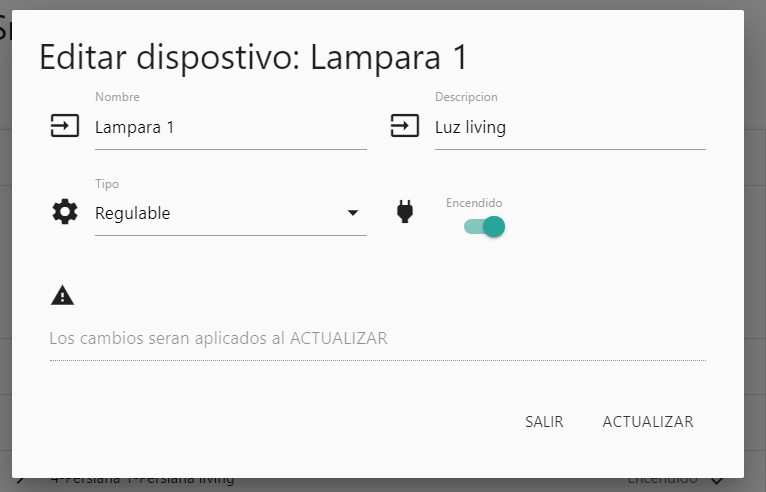 Editar dispostivo: Lampara 1
Nombre
Descripcion
Lampara 1
Luz living
Tipo
Encendido
Regulable
Los cambios seran aplicados al ACTUALIZAR
SALIR
ACTUALIZAR
4-Persiana 1-Persiana living
Encendido